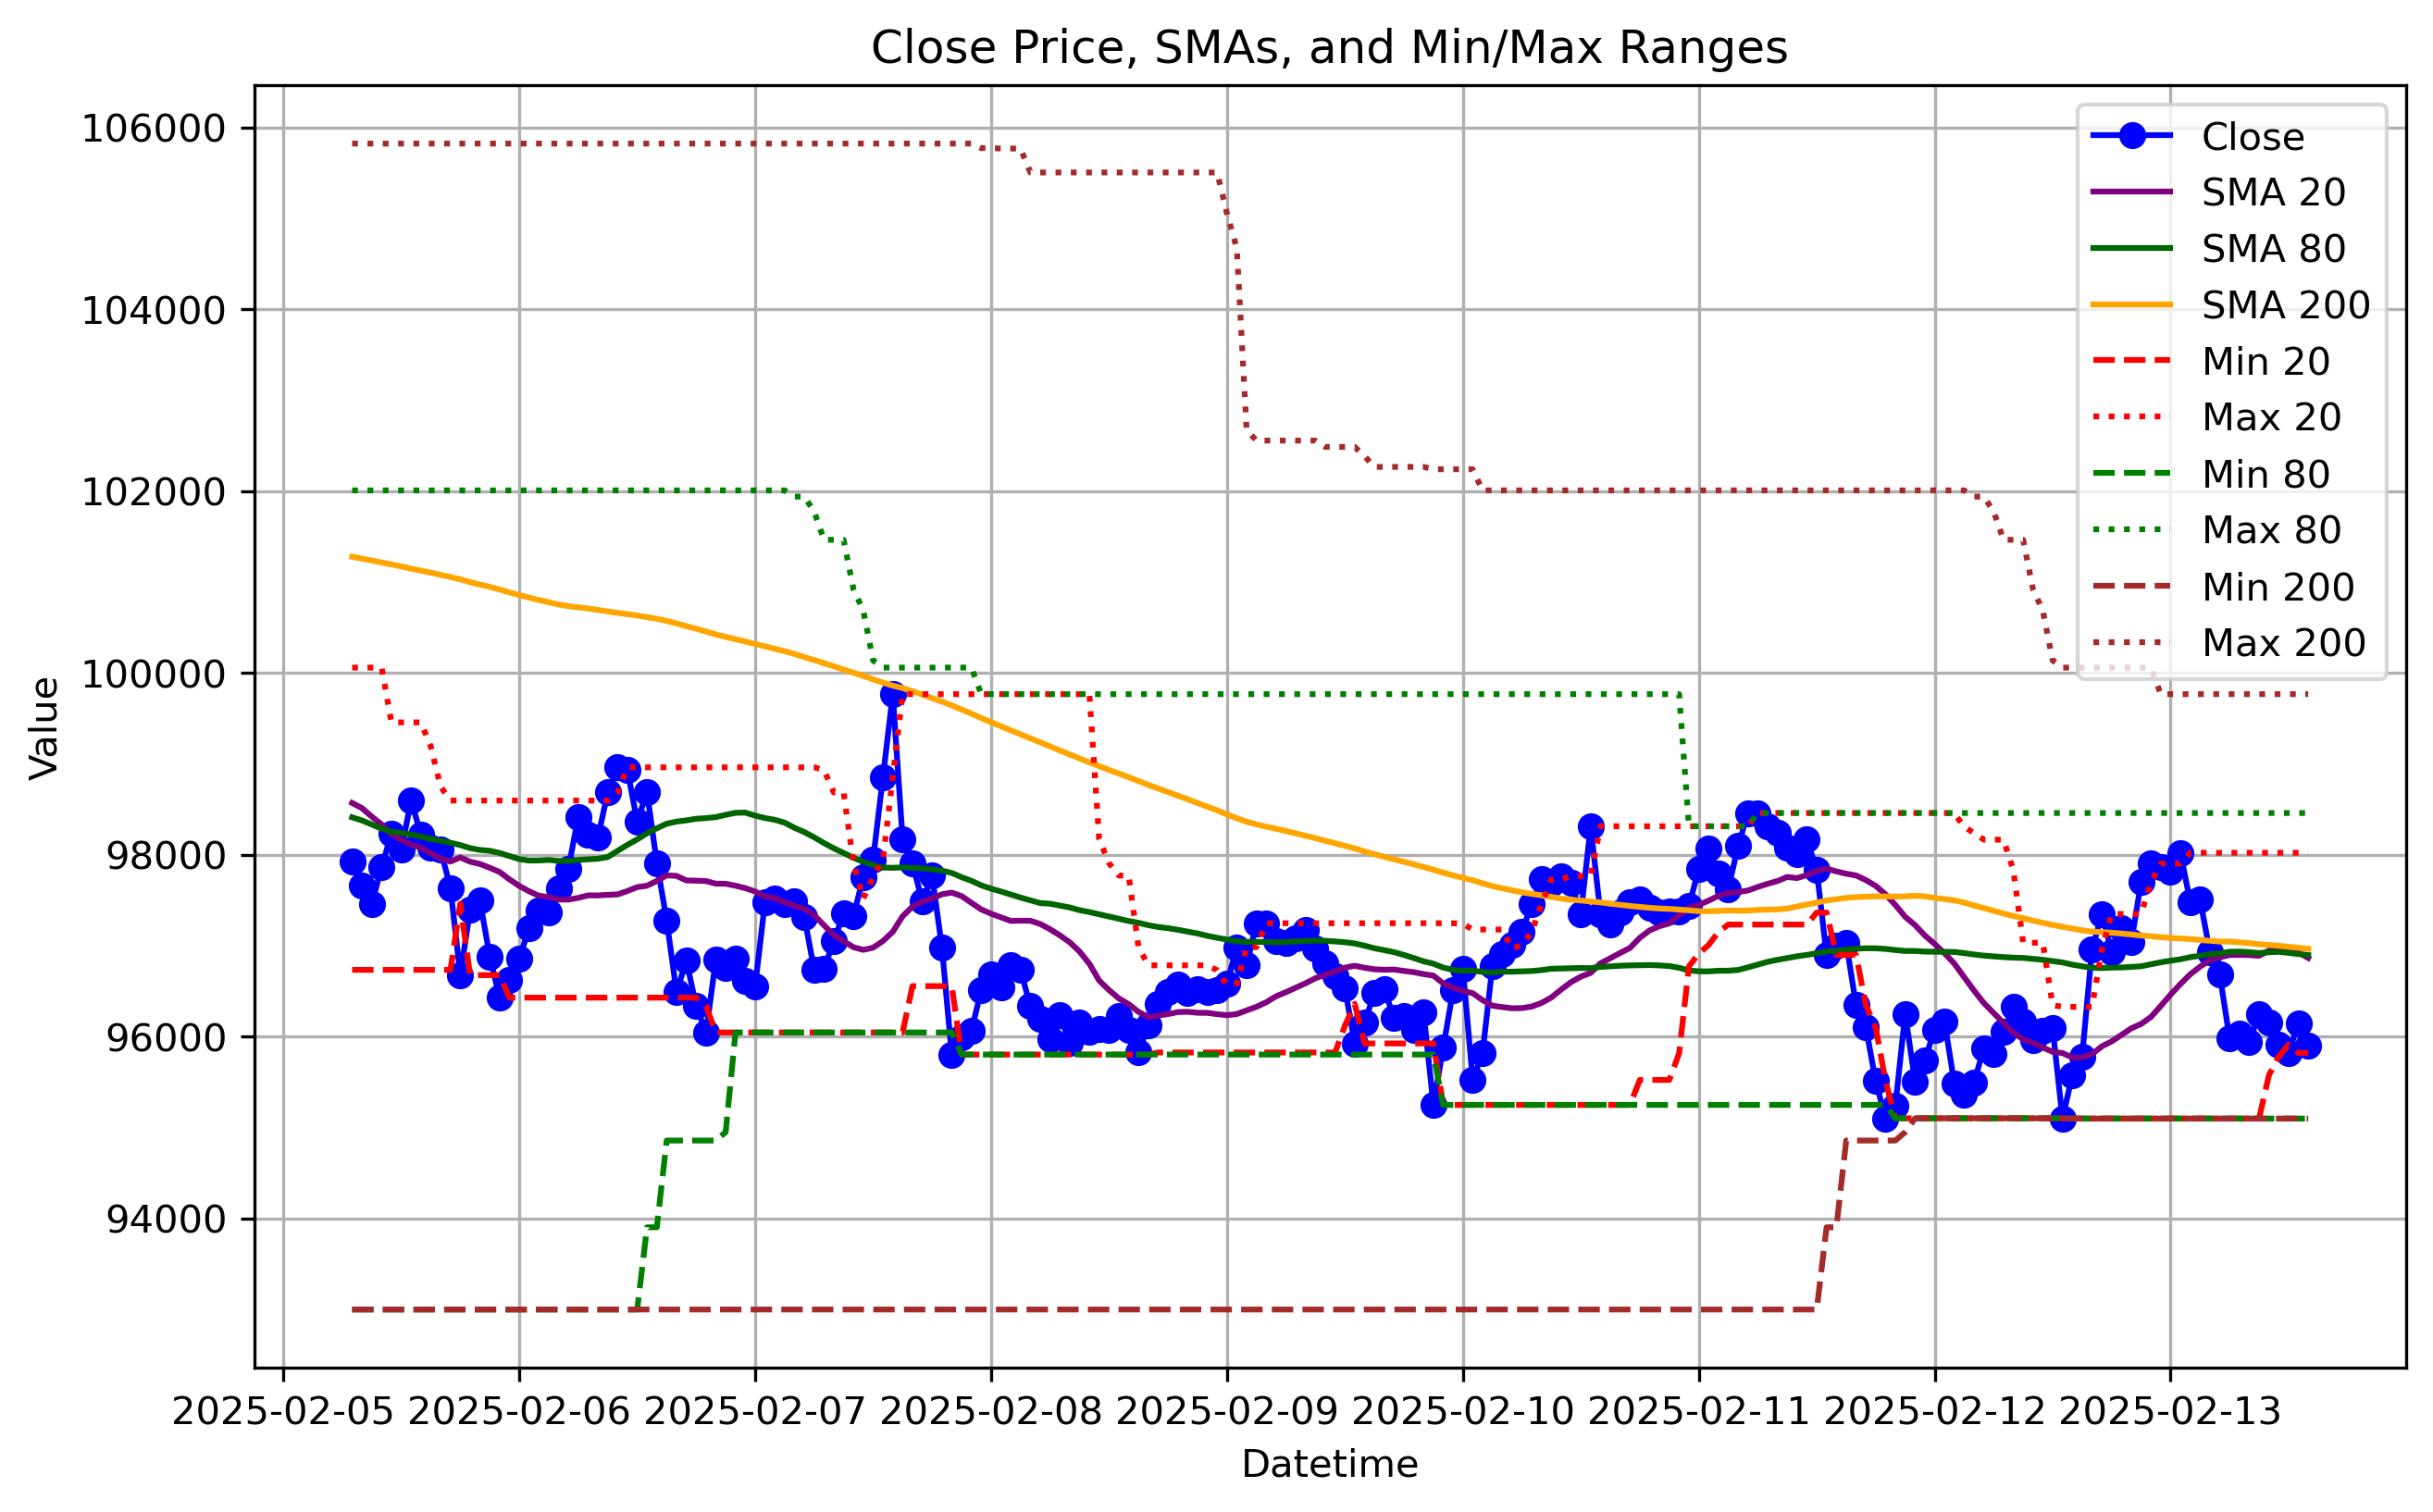 Close Price, SMAs, and Min/Max Ranges
106000
104000
102000
100000
98000
96000
94000
Value
Close
SMA 20
SMA 80
SMA 200
Min 20
Max 20
Min 80
Max 80
Min 200
Max 200
2025-02-05 2025-02-06 2025-02-07 2025-02-08 2025-02-09 2025-02-10 2025-02-11 2025-02-12 2025-02-13
Datetime